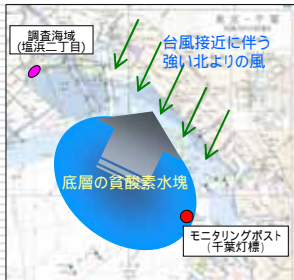 調査海域
(塩浜二丁目)
台風接近に伴う
強い北よりの風
底層の貧酸素水塊
モニタリングポスト
(千葉灯標)